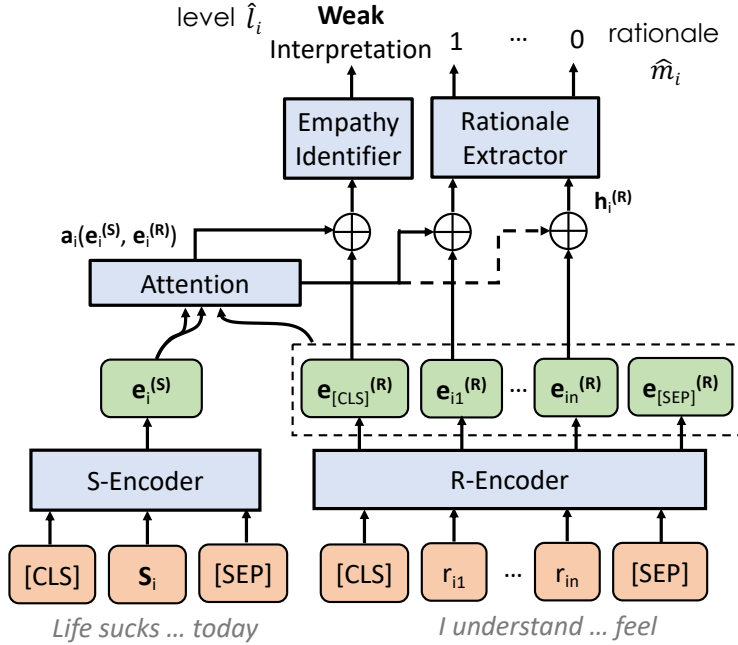 level l̂ᵢ
Weak
Interpretation
1 ... 0
rationale
m̂ᵢ
Empathy
Identifier
Rationale
Extractor
hᵢ⁽ᴿ⁾
aᵢ(eᵢ⁽ˢ⁾, eᵢ⁽ᴿ⁾)
Attention
eᵢ⁽ˢ⁾
e[CLS]⁽ᴿ⁾ eᵢ₁⁽ᴿ⁾ ... eᵢₙ⁽ᴿ⁾ e[SEP]⁽ᴿ⁾
S-Encoder
R-Encoder
[CLS] Sᵢ [SEP]
[CLS] rᵢ₁ ... rᵢₙ [SEP]
Life sucks ... today
I understand ... feel